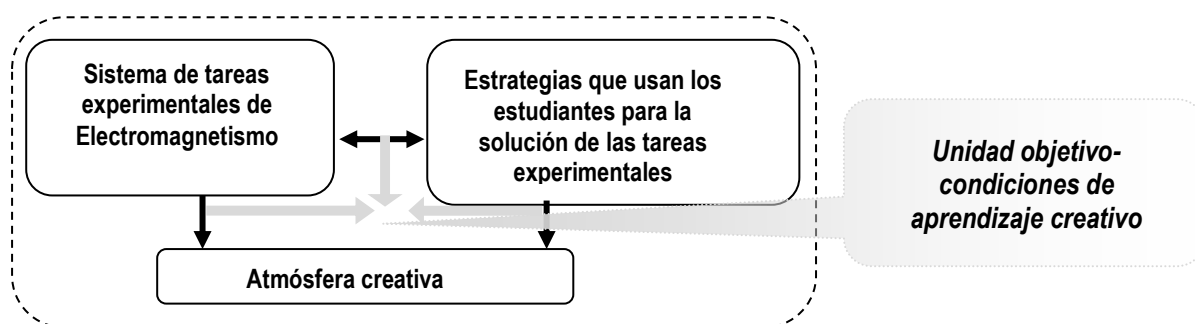 Sistema de tareas
experimentales de
Electromagnetismo
Estrategias que usan los
estudiantes para la
solución de las tareas
experimentales
Unidad objetivo-
condiciones de
aprendizaje creativo
Atmósfera creativa